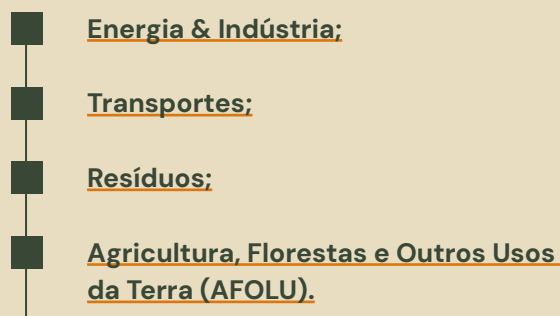 Energia & Indústria;
Transportes;
Resíduos;
Agricultura, Florestas e Outros Usos
da Terra (AFOLU).